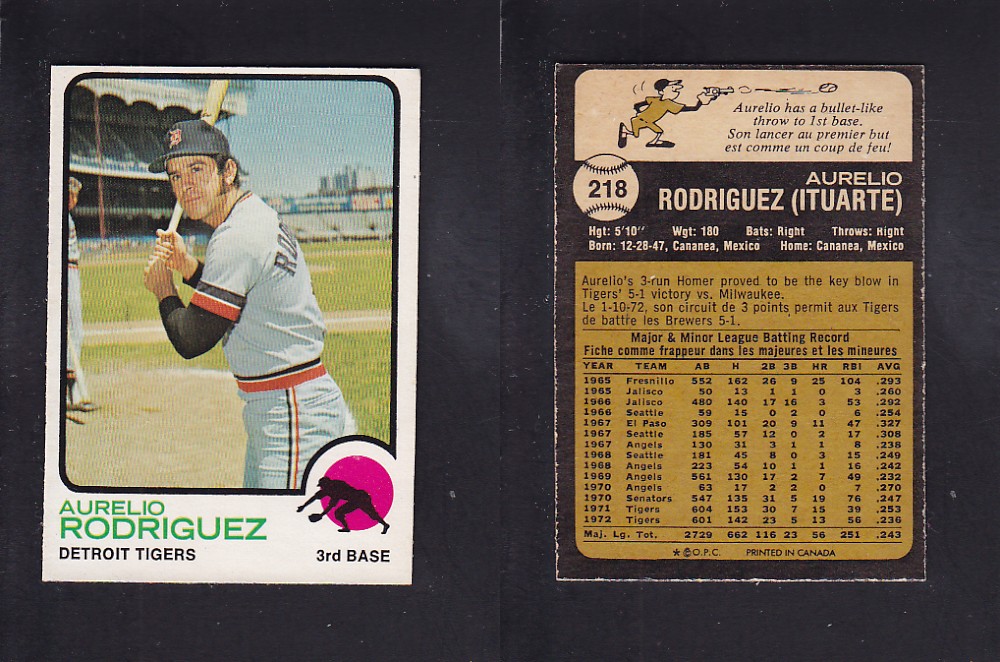 AURELIO
RODRIGUEZ
DETROIT TIGERS
3rd BASE
Aurelio has a bullet-like
throw to 1st base.
Son lancer au premier but
est comme un coup de feu!
218
AURELIO
RODRIGUEZ (ITUARTE)
Hgt: 5'10" Wgt: 180 Bats: Right Throws: Right
Born: 12-28-47, Cananea, Mexico Home: Cananea, Mexico
Aurelio's 3-run Homer proved to be the key blow in
Tigers' 5-1 victory vs. Milwaukee.
Le 1-10-72, son circuit de 3 points permit aux Tigers
de battre les Brewers 5-1.
Major & Minor League Batting Record
Fiche comme frappeur dans les majeures et les mineures
YEAR TEAM AB H 2B 3B HR RBI AVG
1965 Fresnillo 552 162 26 9 25 104 .293
1965 Jalisco 50 13 1 1 0 3 .260
1966 Jalisco 480 140 17 16 3 53 .292
1966 Seattle 59 15 0 2 0 6 .254
1967 El Paso 309 101 20 9 11 47 .327
1967 Seattle 185 57 12 0 2 17 .308
1967 Angels 130 31 3 1 1 8 .238
1968 Seattle 181 45 8 0 3 15 .249
1968 Angels 223 54 10 1 1 16 .242
1969 Angels 561 130 17 2 7 49 .232
1970 Angels 63 17 2 2 0 7 .270
1970 Senators 547 135 31 5 19 76 .247
1971 Tigers 604 153 30 7 15 39 .253
1972 Tigers 601 142 23 5 13 56 .236
Maj. Lg. Tot. 2729 662 116 23 56 251 .243
* © O.P.C. PRINTED IN CANADA